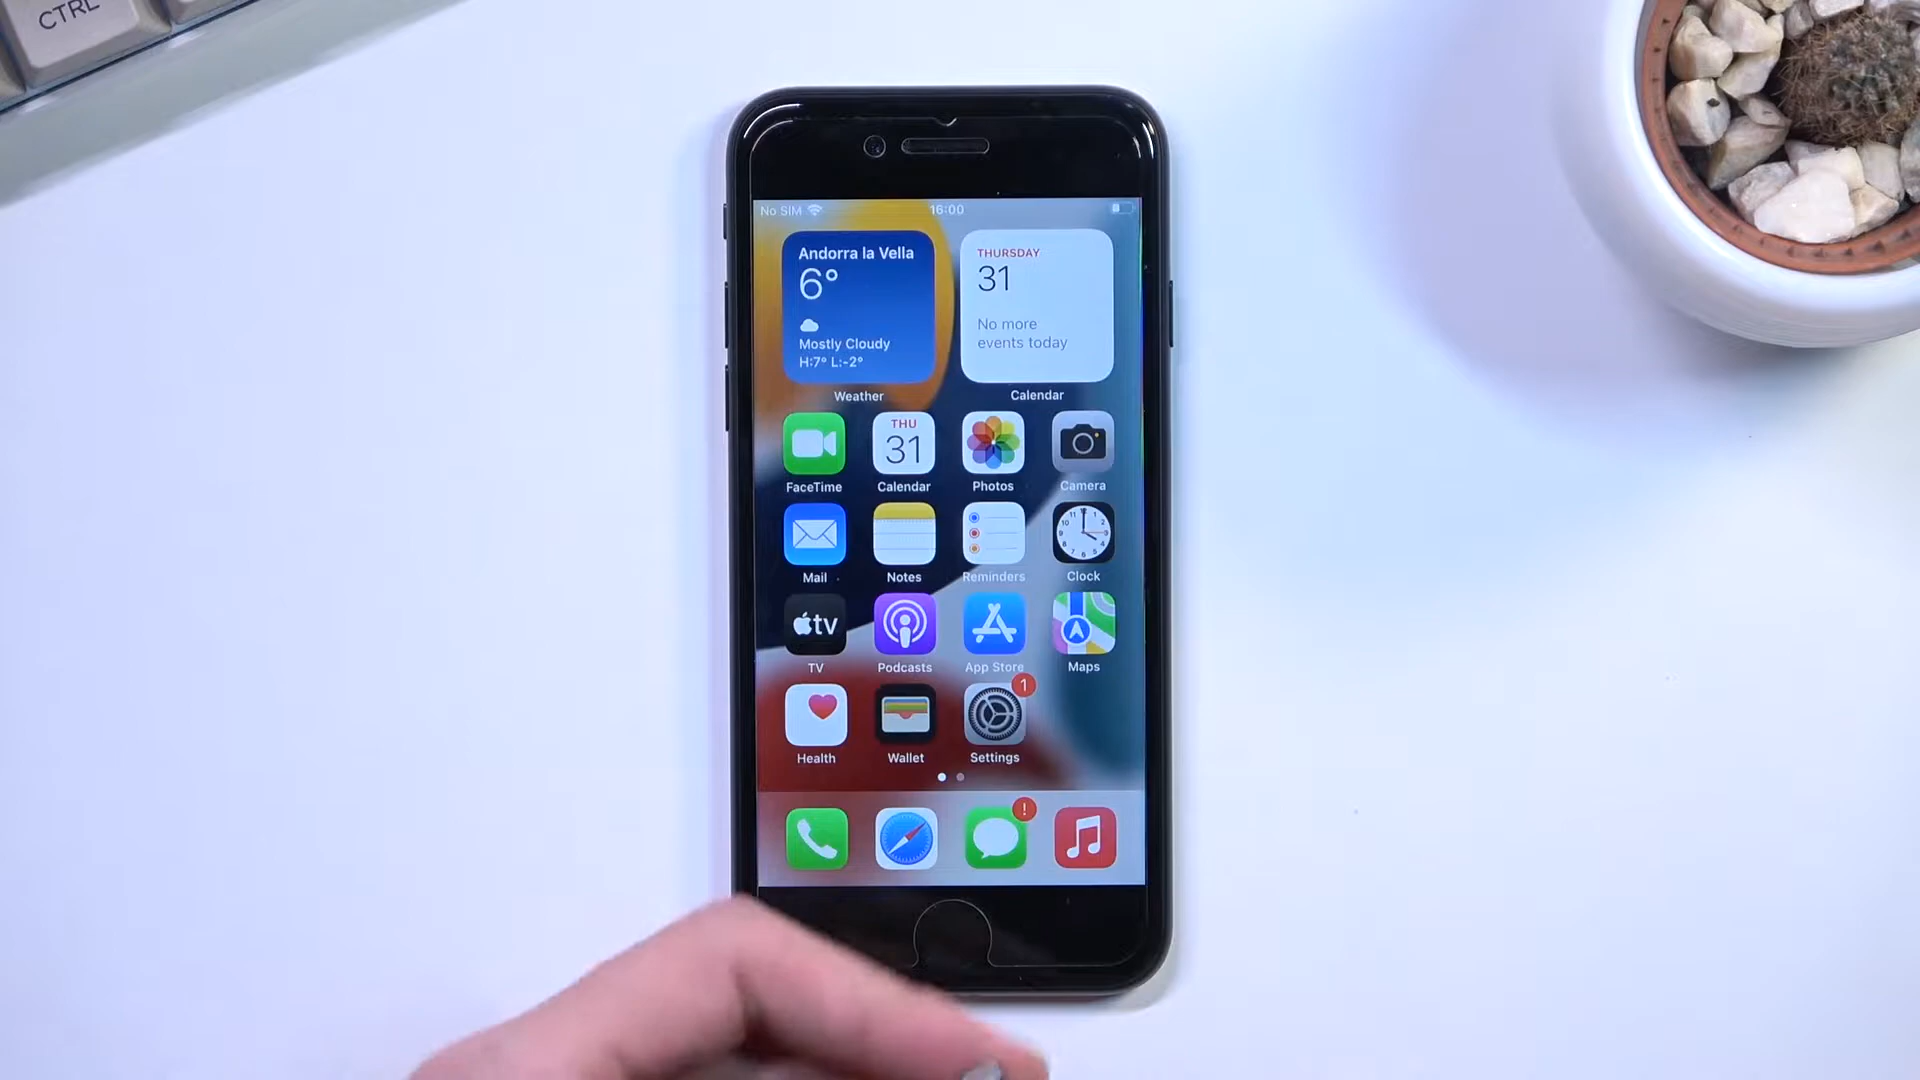 CTRL
No SIM
16:00
Andorra la Vella
6°
Mostly Cloudy
H:7° L:-2°
Weather
THURSDAY
31
No more
events today
Calendar
THU
31
FaceTime
Calendar
Photos
Camera
Mail
Notes
Reminders
Clock
tv
TV
Podcasts
App Store
Maps
1
Health
Wallet
Settings
!